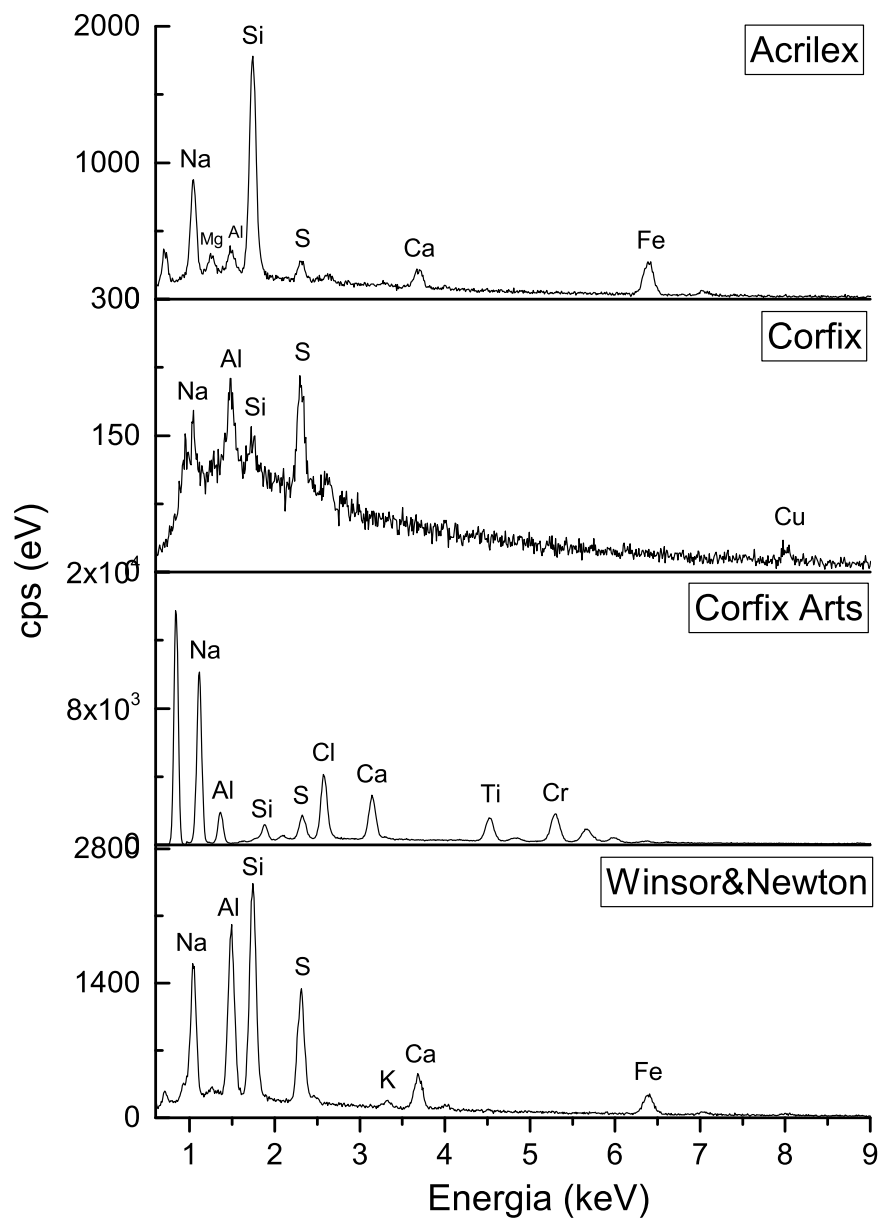 2000
Si
Acrilex
Na
1000
Mg
Al
S
Ca
Fe
300
Corfix
S
Al
Na
Si
150
Cu
cps (eV)
0
2x10⁴
Corfix Arts
Na
8x10³
Cl
Ca
Al
Si
S
Ti
Cr
0
2800
Si
Winsor&Newton
Al
Na
S
1400
K
Ca
Fe
0
1 2 3 4 5 6 7 8 9
Energia (keV)